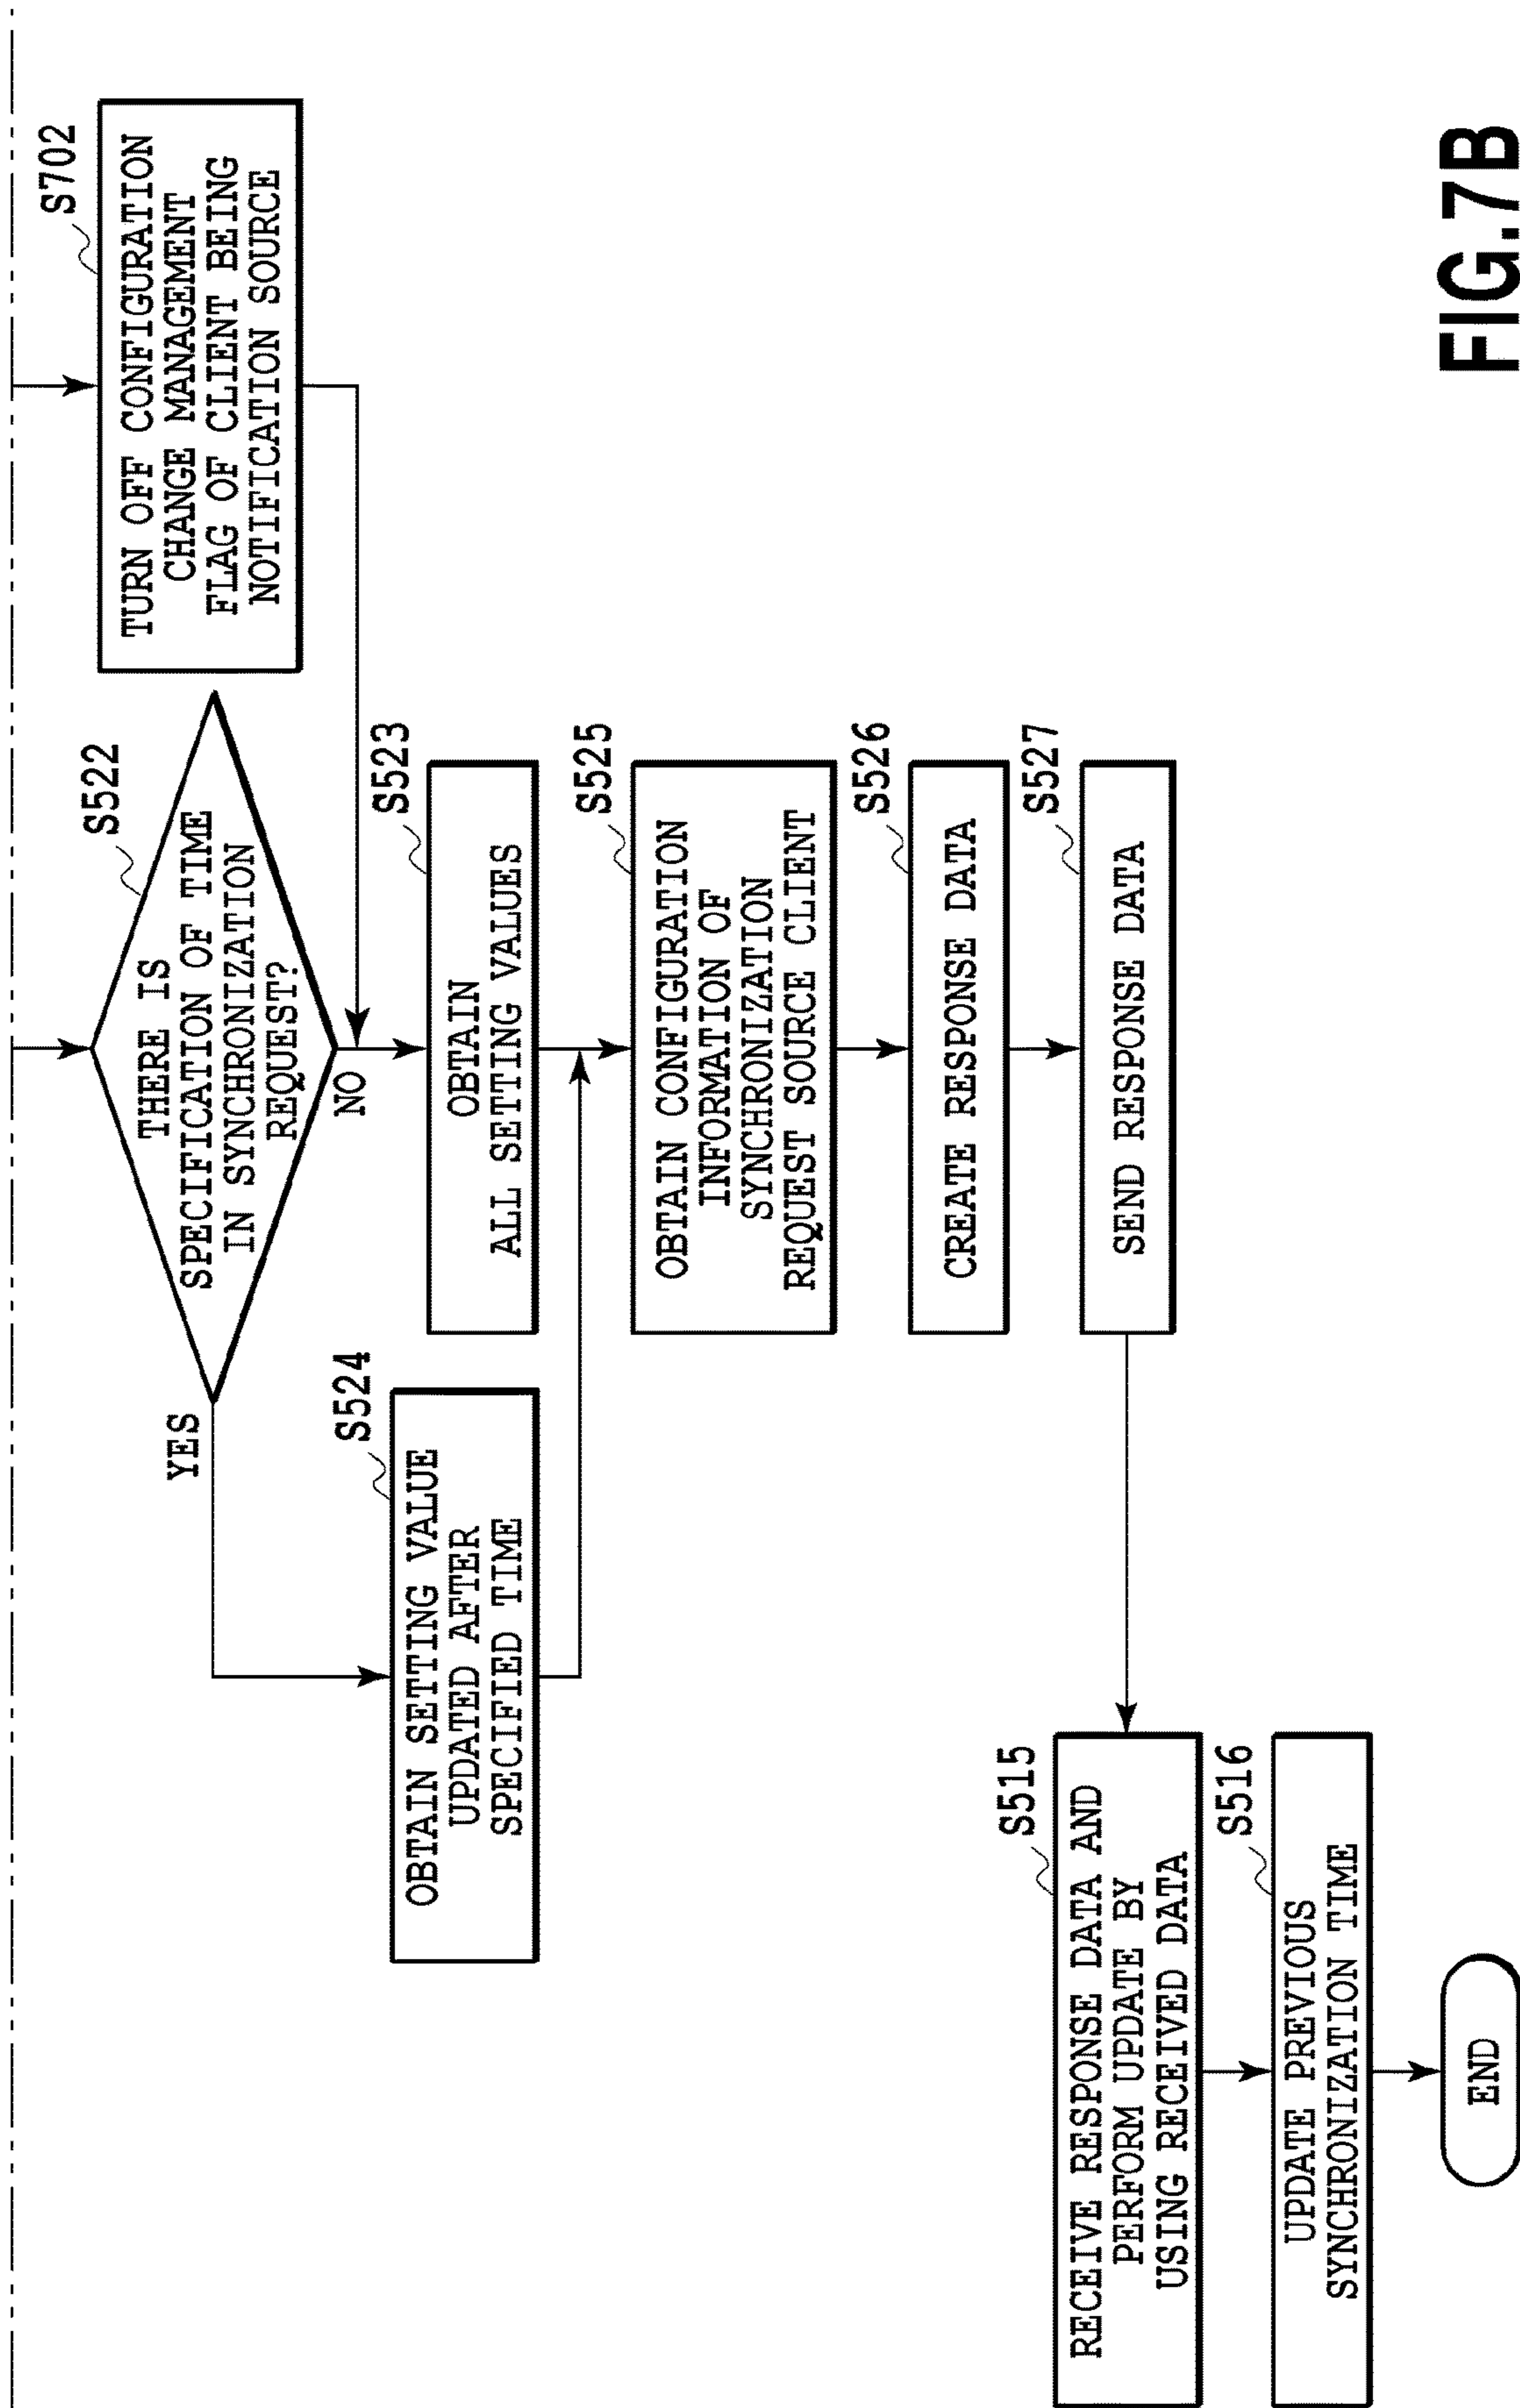 S522
THERE IS
SPECIFICATION OF TIME
IN SYNCHRONIZATION
REQUEST?
YES
NO
S702
TURN OFF CONFIGURATION
CHANGE MANAGEMENT
FLAG OF CLIENT BEING
NOTIFICATION SOURCE
S524
OBTAIN SETTING VALUE
UPDATED AFTER
SPECIFIED TIME
S523
OBTAIN
ALL SETTING VALUES
S525
OBTAIN CONFIGURATION
INFORMATION OF
SYNCHRONIZATION
REQUEST SOURCE CLIENT
S526
CREATE RESPONSE DATA
S527
SEND RESPONSE DATA
S515
RECEIVE RESPONSE DATA AND
PERFORM UPDATE BY
USING RECEIVED DATA
S516
UPDATE PREVIOUS
SYNCHRONIZATION TIME
END
FIG.7B